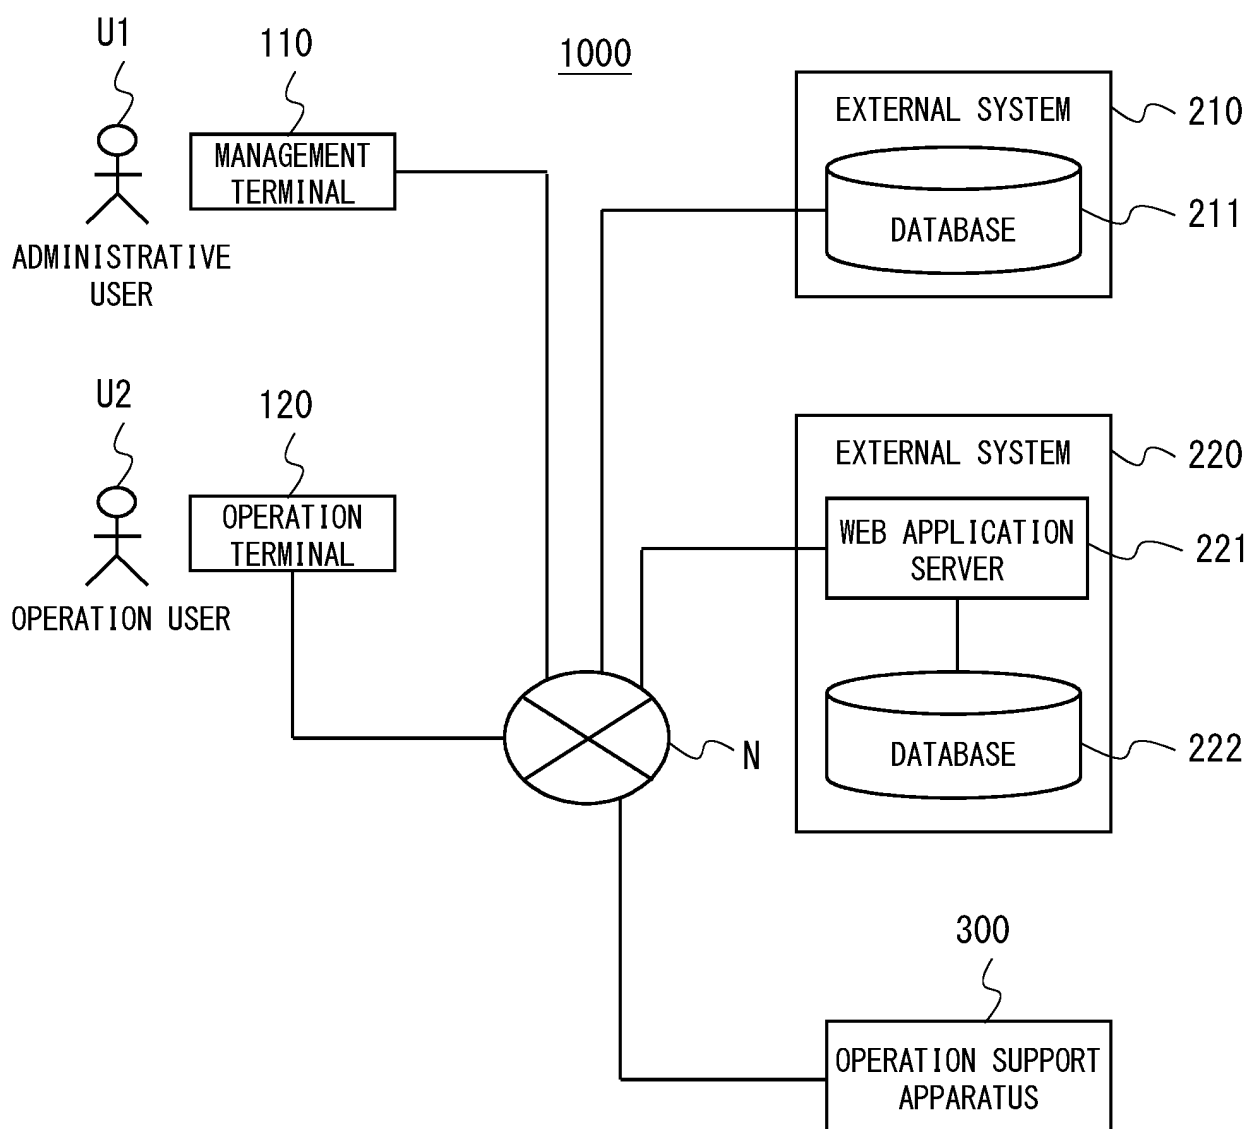 1000
U1
110
MANAGEMENT
TERMINAL
ADMINISTRATIVE
USER
U2
120
OPERATION
TERMINAL
OPERATION USER
EXTERNAL SYSTEM
210
DATABASE
211
EXTERNAL SYSTEM
220
WEB APPLICATION
SERVER
221
DATABASE
222
N
300
OPERATION SUPPORT
APPARATUS